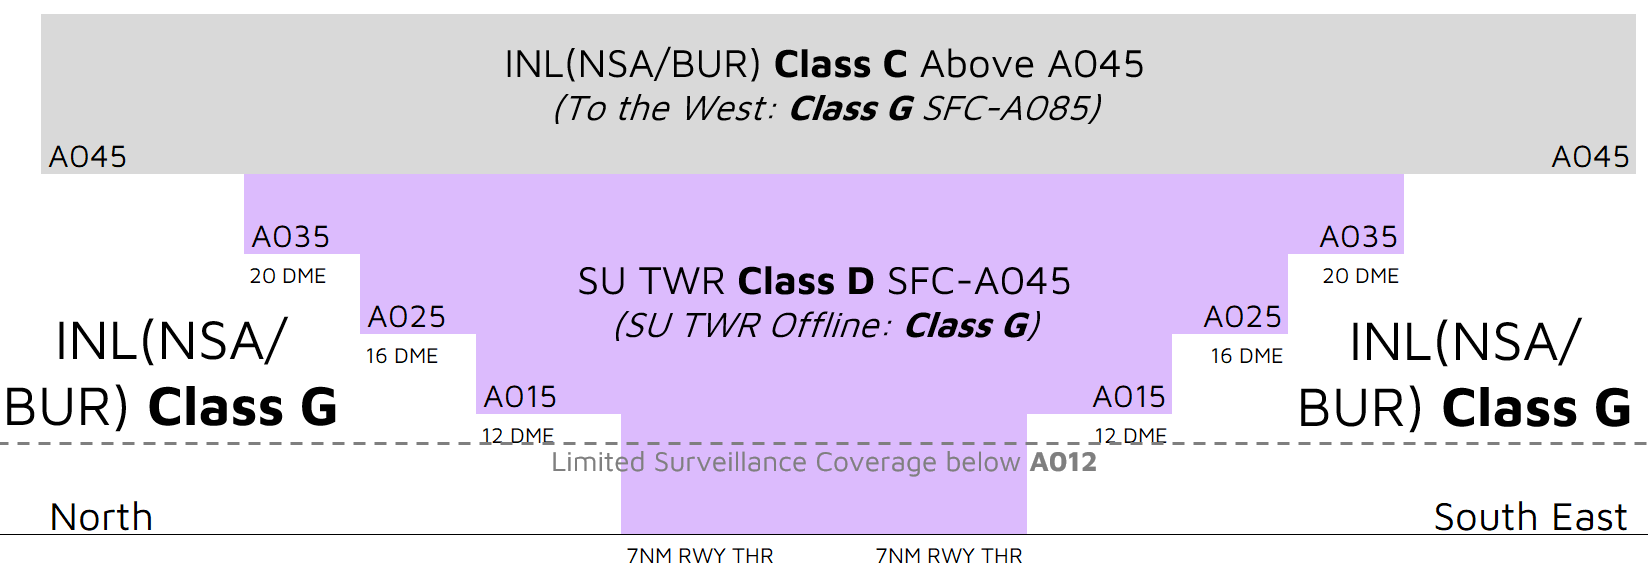 INL(NSA/BUR) Class C Above A045
(To the West: Class G SFC-A085)
A045
A045
A035
A035
20 DME
SU TWR Class D SFC-A045
20 DME
A025
(SU TWR Offline: Class G)
A025
INL(NSA/
BUR) Class G
16 DME
16 DME
INL(NSA/
BUR) Class G
A015
A015
12 DME
12 DME
Limited Surveillance Coverage below A012
North
South East
7NM RWY THR
7NM RWY THR